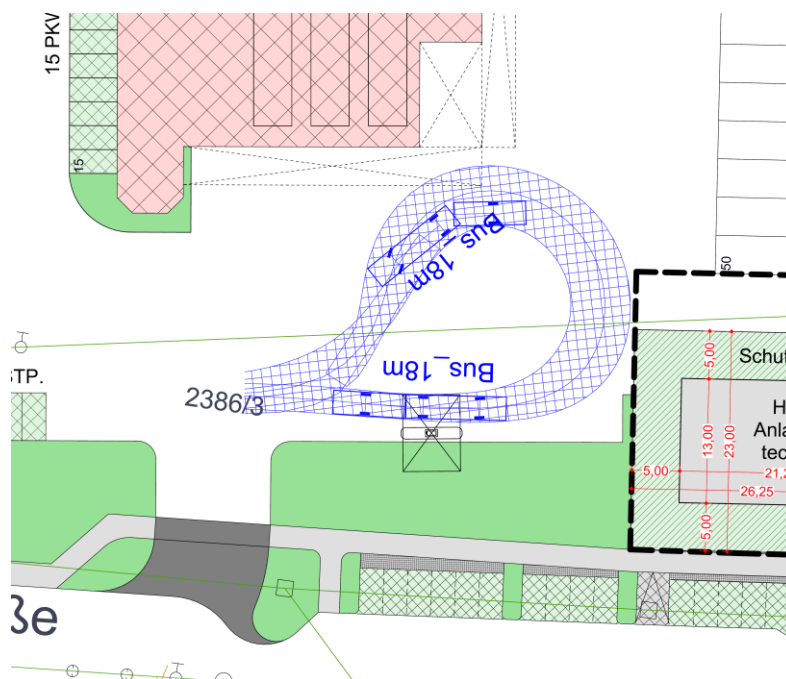 15 PKW
15
Bus_18m
50
Bus_18m
2386/3
TP.
5,00
Schut
H
Anla
tec
13,00
23,00
5,00
21,2
26,25
5,00
ße